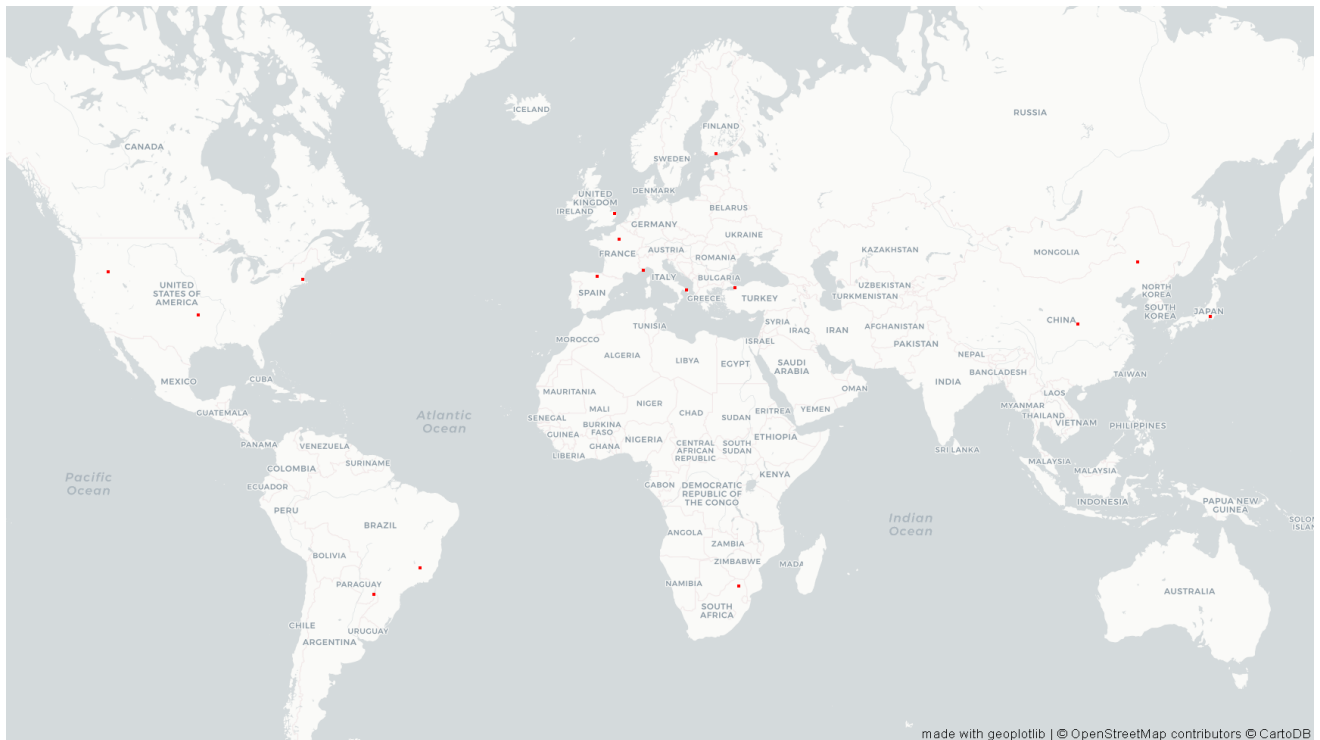 ICELAND
RUSSIA
FINLAND
CANADA
SWEDEN
DENMARK
UNITED
KINGDOM
IRELAND
BELARUS
GERMANY
UKRAINE
FRANCE
AUSTRIA
ROMANIA
KAZAKHSTAN
MONGOLIA
ITALY
BULGARIA
UNITED
STATES OF
AMERICA
SPAIN
GREECE
TURKEY
UZBEKISTAN
TURKMENISTAN
NORTH
KOREA
SOUTH
KOREA
JAPAN
CHINA
TUNISIA
SYRIA
IRAQ
IRAN
AFGHANISTAN
MOROCCO
ISRAEL
PAKISTAN
ALGERIA
LIBYA
EGYPT
SAUDI
ARABIA
NEPAL
BANGLADESH
TAIWAN
MEXICO
CUBA
MAURITANIA
OMAN
INDIA
LAOS
GUATEMALA
Atlantic
Ocean
MALI
NIGER
CHAD
SUDAN
ERITREA
YEMEN
MYANMAR
THAILAND
VIETNAM
PHILIPPINES
SENEGAL
BURKINA
FASO
GUINEA
GHANA
NIGERIA
CENTRAL
AFRICAN
REPUBLIC
SOUTH
SUDAN
ETHIOPIA
PANAMA
VENEZUELA
LIBERIA
SRI LANKA
COLOMBIA
SURINAME
MALAYSIA
MALAYSIA
Pacific
Ocean
ECUADOR
GABON
DEMOCRATIC
REPUBLIC OF
THE CONGO
KENYA
INDONESIA
PAPUA NEW
GUINEA
PERU
BRAZIL
Indian
Ocean
SOLOM
ISLAN
ANGOLA
ZAMBIA
BOLIVIA
ZIMBABWE
MADA
PARAGUAY
NAMIBIA
AUSTRALIA
SOUTH
AFRICA
CHILE
URUGUAY
ARGENTINA
made with geoplotlib | © OpenStreetMap contributors © CartoDB